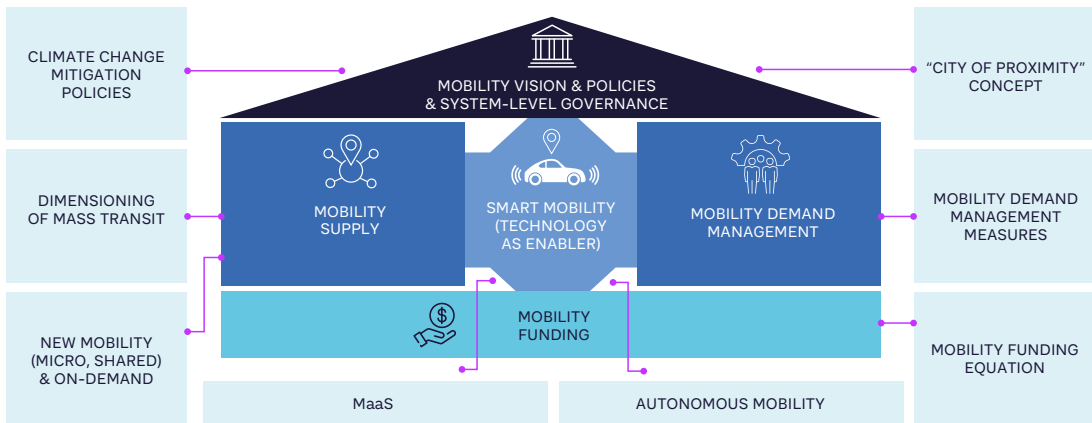 CLIMATE CHANGE
MITIGATION
POLICIES
MOBILITY VISION & POLICIES
& SYSTEM-LEVEL GOVERNANCE
“CITY OF PROXIMITY”
CONCEPT
DIMENSIONING
OF MASS TRANSIT
MOBILITY
SUPPLY
SMART MOBILITY
(TECHNOLOGY
AS ENABLER)
MOBILITY DEMAND
MANAGEMENT
MOBILITY DEMAND
MANAGEMENT
MEASURES
NEW MOBILITY
(MICRO, SHARED)
& ON-DEMAND
$
MOBILITY
FUNDING
MOBILITY FUNDING
EQUATION
MaaS
AUTONOMOUS MOBILITY